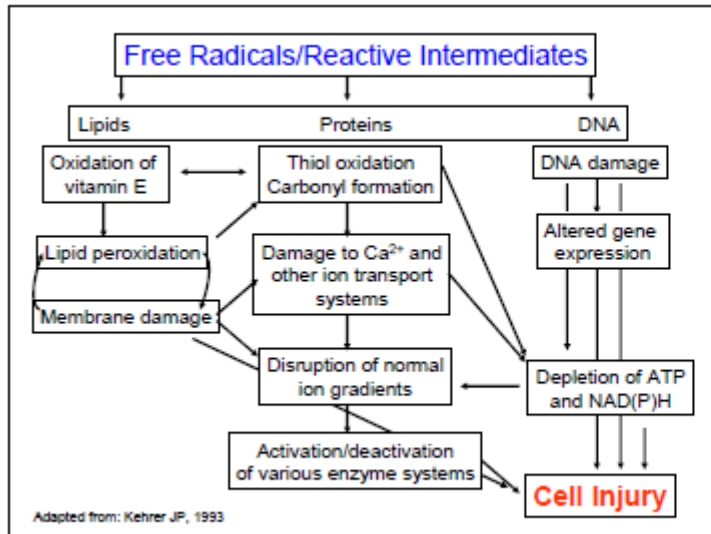 Free Radicals/Reactive Intermediates
Lipids Proteins DNA
Oxidation of
vitamin E
Thiol oxidation
Carbonyl formation
DNA damage
Lipid peroxidation
Damage to Ca²⁺ and
other ion transport
systems
Altered gene
expression
Membrane damage
Disruption of normal
ion gradients
Depletion of ATP
and NAD(P)H
Activation/deactivation
of various enzyme systems
Cell Injury
Adapted from: Kehrer JP, 1993